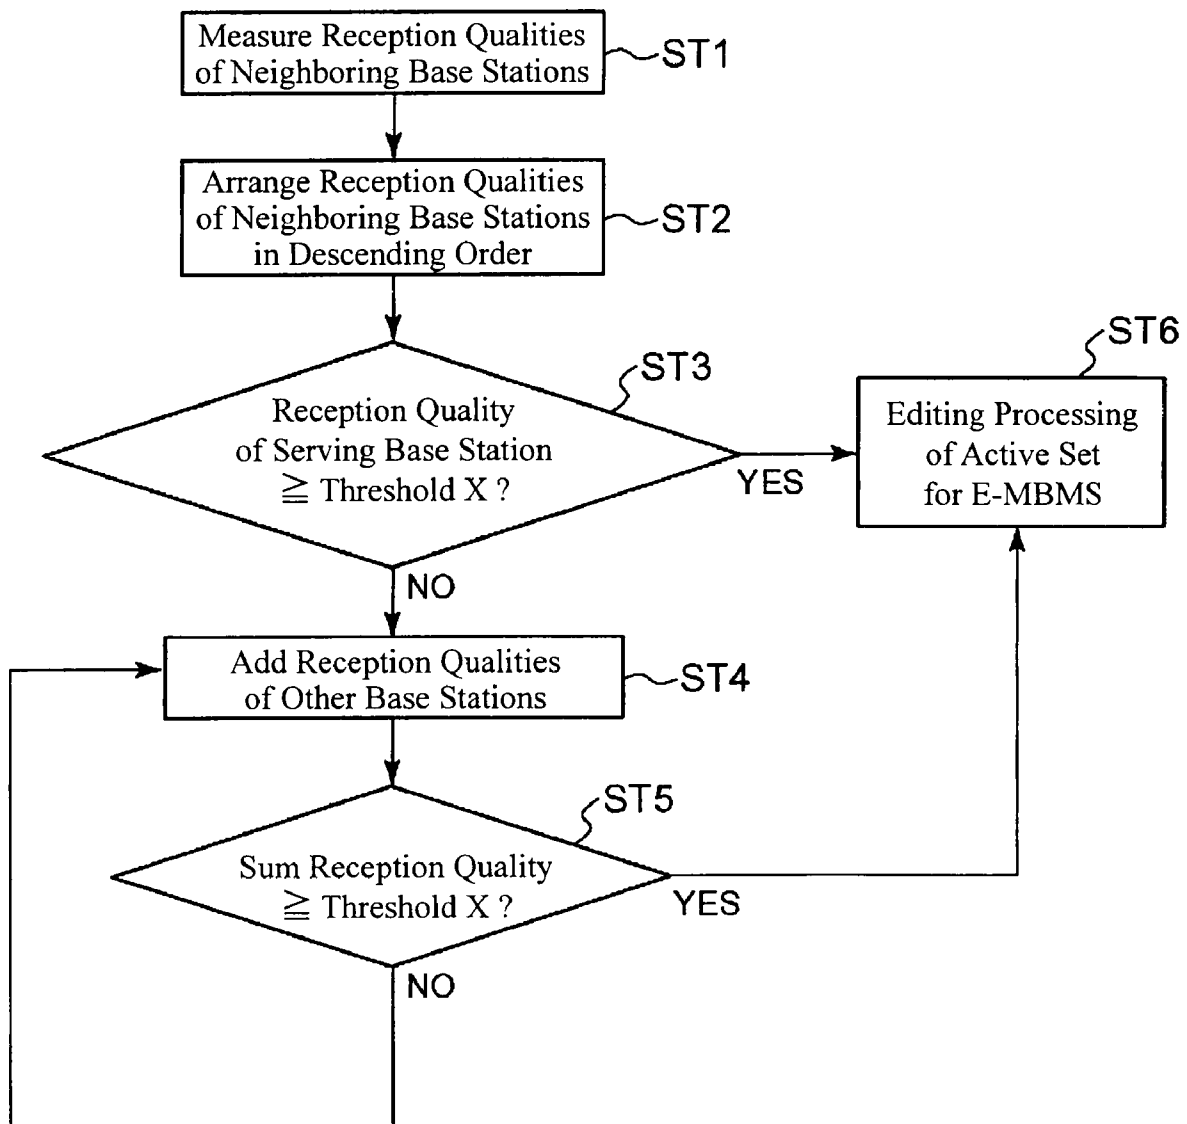 Measure Reception Qualities
of Neighboring Base Stations
ST1
Arrange Reception Qualities
of Neighboring Base Stations
in Descending Order
ST2
Reception Quality
of Serving Base Station
≧ Threshold X ?
ST3
YES
NO
Editing Processing
of Active Set
for E-MBMS
ST6
Add Reception Qualities
of Other Base Stations
ST4
Sum Reception Quality
≧ Threshold X ?
ST5
YES
NO